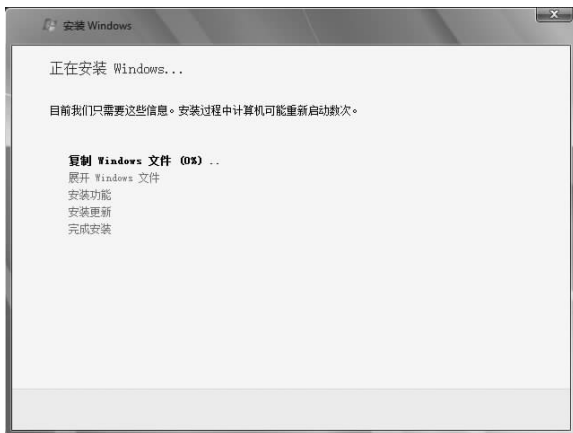 安装 Windows
正在安装 Windows...
目前我们只需要这些信息。安装过程中计算机可能重新启动数次。
复制 Windows 文件 (0%) ..
展开 Windows 文件
安装功能
安装更新
完成安装